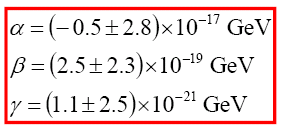 α = (−0.5 ± 2.8)×10⁻¹⁷ GeV
β = (2.5 ± 2.3)×10⁻¹⁹ GeV
γ = (1.1 ± 2.5)×10⁻²¹ GeV